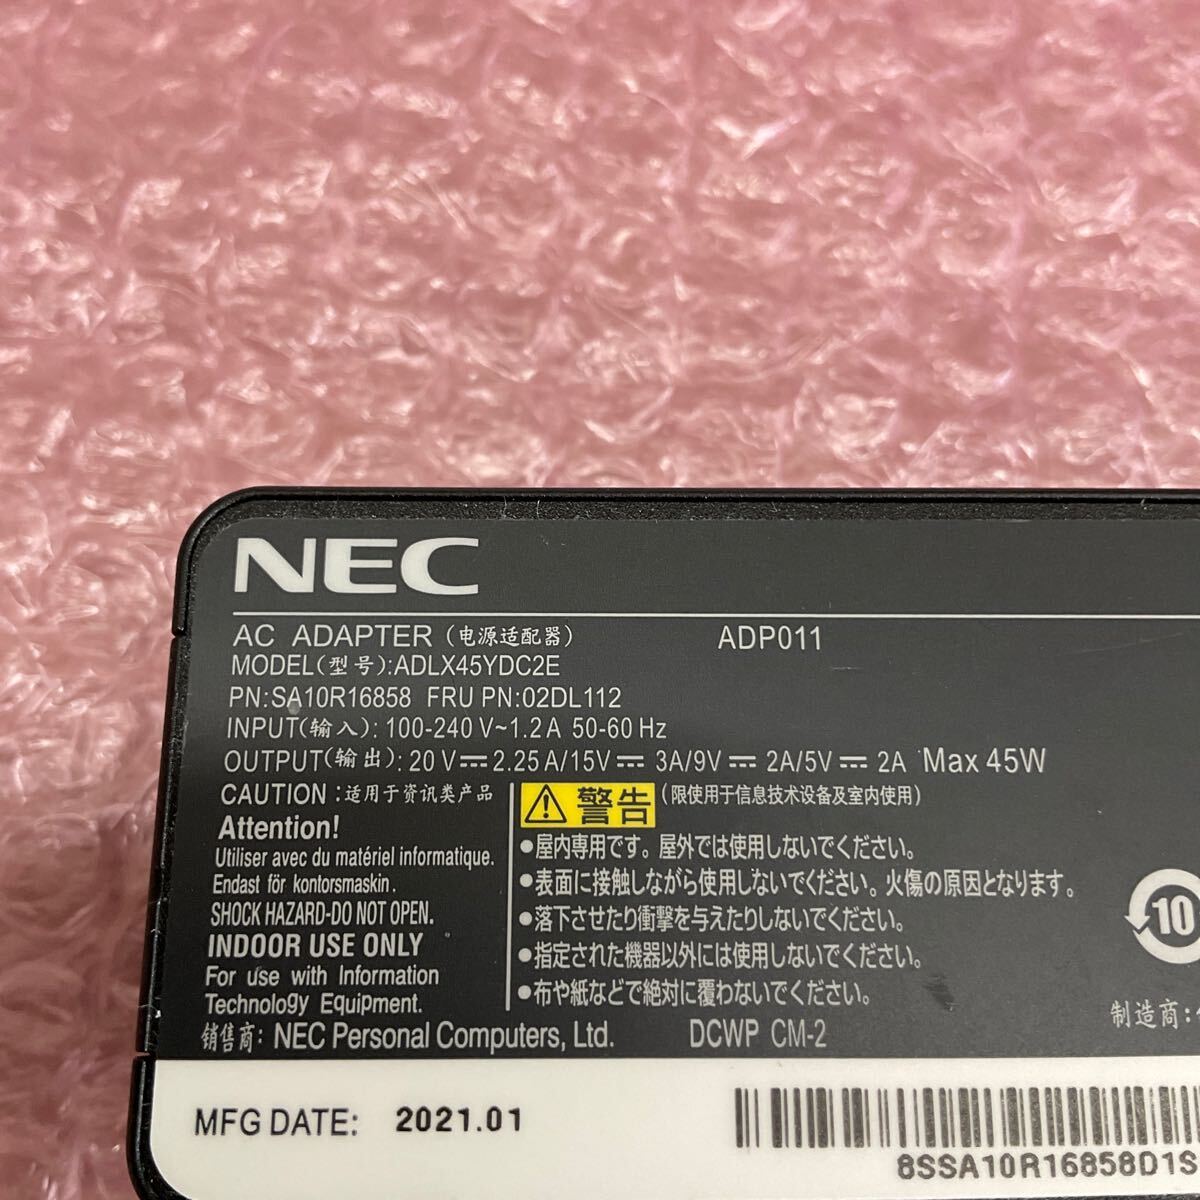 NEC
AC ADAPTER (电源适配器) ADP011
MODEL(型号):ADLX45YDC2E
PN:SA10R16858 FRU PN:02DL112
INPUT(输入): 100-240 V~1.2 A 50-60 Hz
OUTPUT(输出): 20 V⎓ 2.25 A/15V⎓ 3A/9V⎓ 2A/5V⎓ 2A Max 45W
CAUTION :适用于资讯类产品
Attention!
Utiliser avec du matériel informatique.
Endast för kontorsmaskin.
SHOCK HAZARD-DO NOT OPEN.
INDOOR USE ONLY
For use with Information
Technology Equipment.
警告 (限使用于信息技术设备及室内使用)
●屋内専用です。屋外では使用しないでください。
●表面に接触しながら使用しないでください。火傷の原因となります。
●落下させたり衝撃を与えたりしないでください。
●指定された機器以外には使用しないでください。
●布や紙などで絶対に覆わないでください。
10
销售商: NEC Personal Computers, Ltd. DCWP CM-2
制造商:
MFG DATE: 2021.01
8SSA10R16858D1S